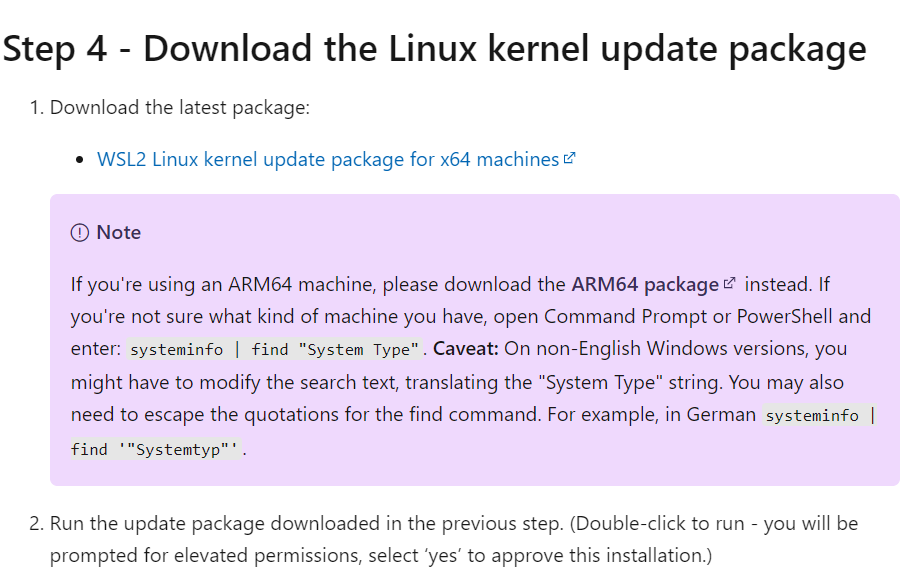 Step 4 - Download the Linux kernel update package
1. Download the latest package:
• WSL2 Linux kernel update package for x64 machines
Note
If you're using an ARM64 machine, please download the ARM64 package instead. If
you're not sure what kind of machine you have, open Command Prompt or PowerShell and
enter: systeminfo | find "System Type". Caveat: On non-English Windows versions, you
might have to modify the search text, translating the "System Type" string. You may also
need to escape the quotations for the find command. For example, in German systeminfo |
find '"Systemtyp"'.
2. Run the update package downloaded in the previous step. (Double-click to run - you will be
prompted for elevated permissions, select ‘yes’ to approve this installation.)